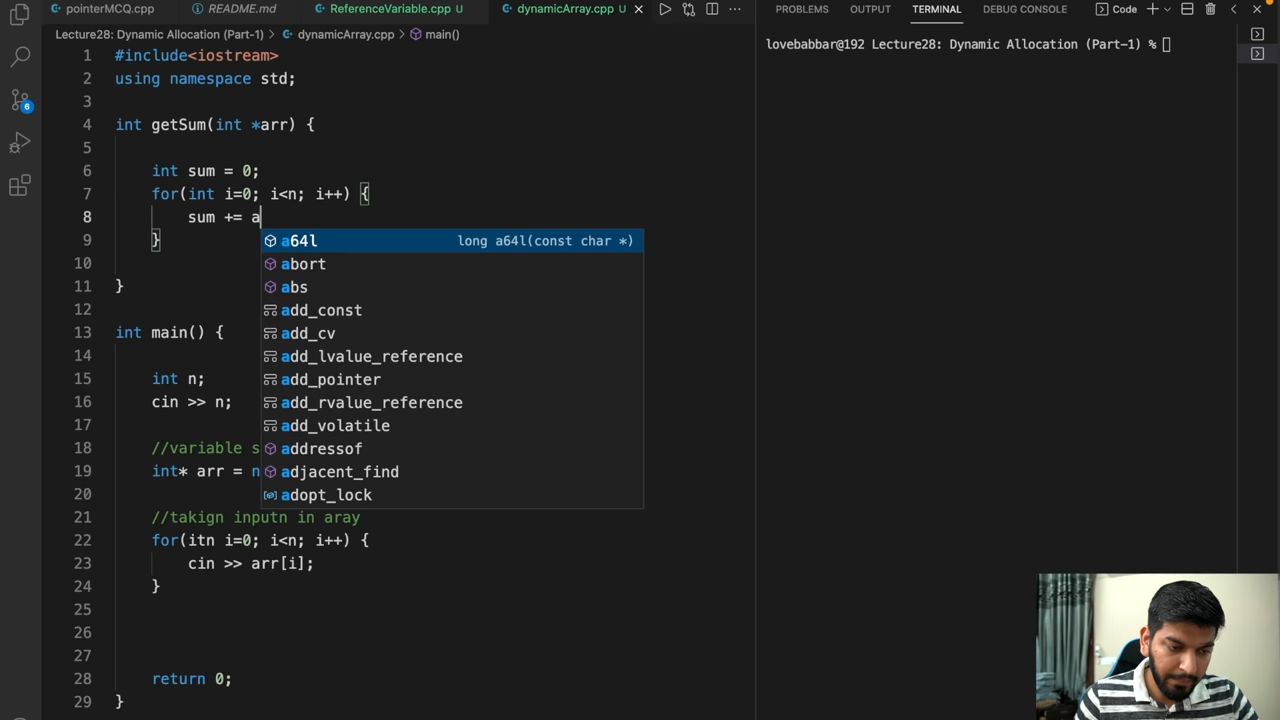 pointerMCQ.cpp README.md ReferenceVariable.cpp U dynamicArray.cpp U
Lecture28: Dynamic Allocation (Part-1) > dynamicArray.cpp > main()
1 #include<iostream>
2 using namespace std;
3
4 int getSum(int *arr) {
5
6 int sum = 0;
7 for(int i=0; i<n; i++) {
8 sum += a
9 }
10
11 }
12
13 int main() {
14
15 int n;
16 cin >> n;
17
18 //variable s
19 int* arr = n
20
21 //takign inputn in aray
22 for(itn i=0; i<n; i++) {
23 cin >> arr[i];
24 }
25
26
27
28 return 0;
29 }
a64l long a64l(const char *)
abort
abs
add_const
add_cv
add_lvalue_reference
add_pointer
add_rvalue_reference
add_volatile
addressof
adjacent_find
adopt_lock
6
PROBLEMS OUTPUT TERMINAL DEBUG CONSOLE Code
lovebabbar@192 Lecture28: Dynamic Allocation (Part-1) %